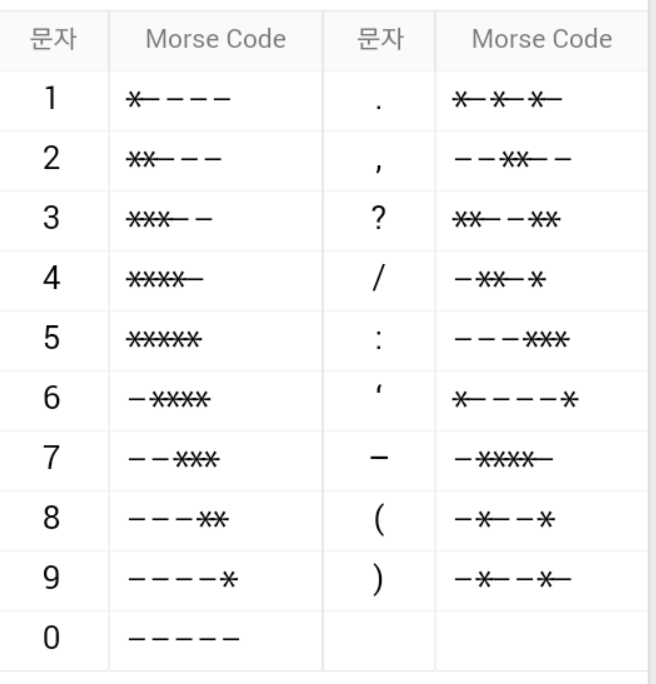 문자 Morse Code 문자 Morse Code
1 *---- . *-*-*-
2 **--- , --**--
3 ***-- ? **--**
4 ****- / -**-*
5 ***** : ---***
6 -**** ‘ *----*
7 --*** – -****-
8 ---** ( -*--*
9 ----* ) -*--*-
0 -----